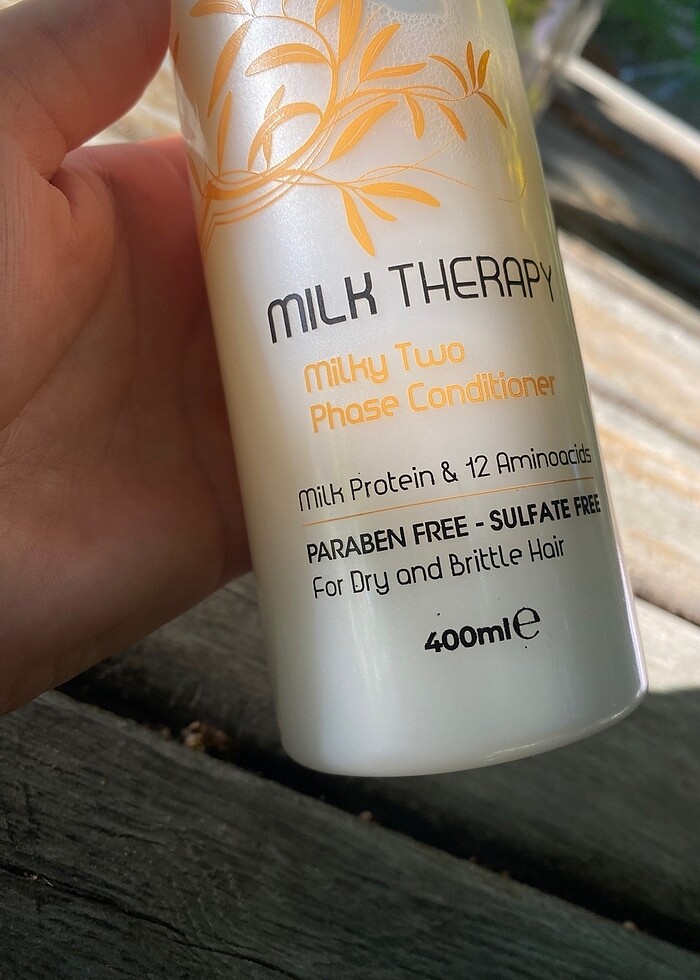 MILK THERAPY
Milky Two
Phase Conditioner
Milk Protein & 12 Aminoacids
PARABEN FREE - SULFATE FREE
For Dry and Brittle Hair
400ml℮